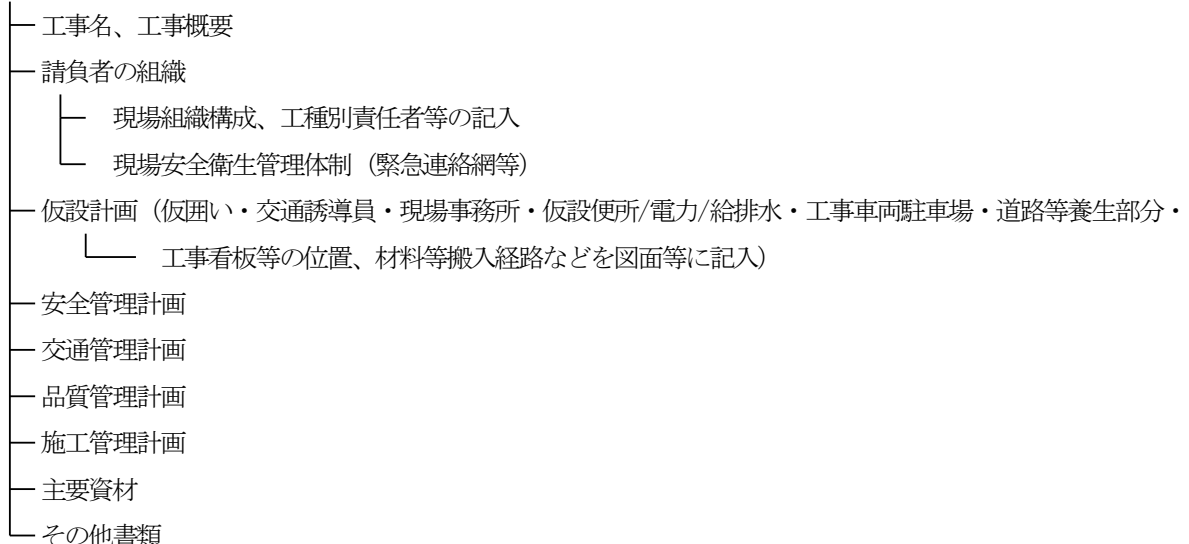 工事名、工事概要
請負者の組織
現場組織構成、工種別責任者等の記入
現場安全衛生管理体制（緊急連絡網等）
仮設計画（仮囲い・交通誘導員・現場事務所・仮設便所/電力/給排水・工事車両駐車場・道路等養生部分・
工事看板等の位置、材料等搬入経路などを図面等に記入）
安全管理計画
交通管理計画
品質管理計画
施工管理計画
主要資材
その他書類